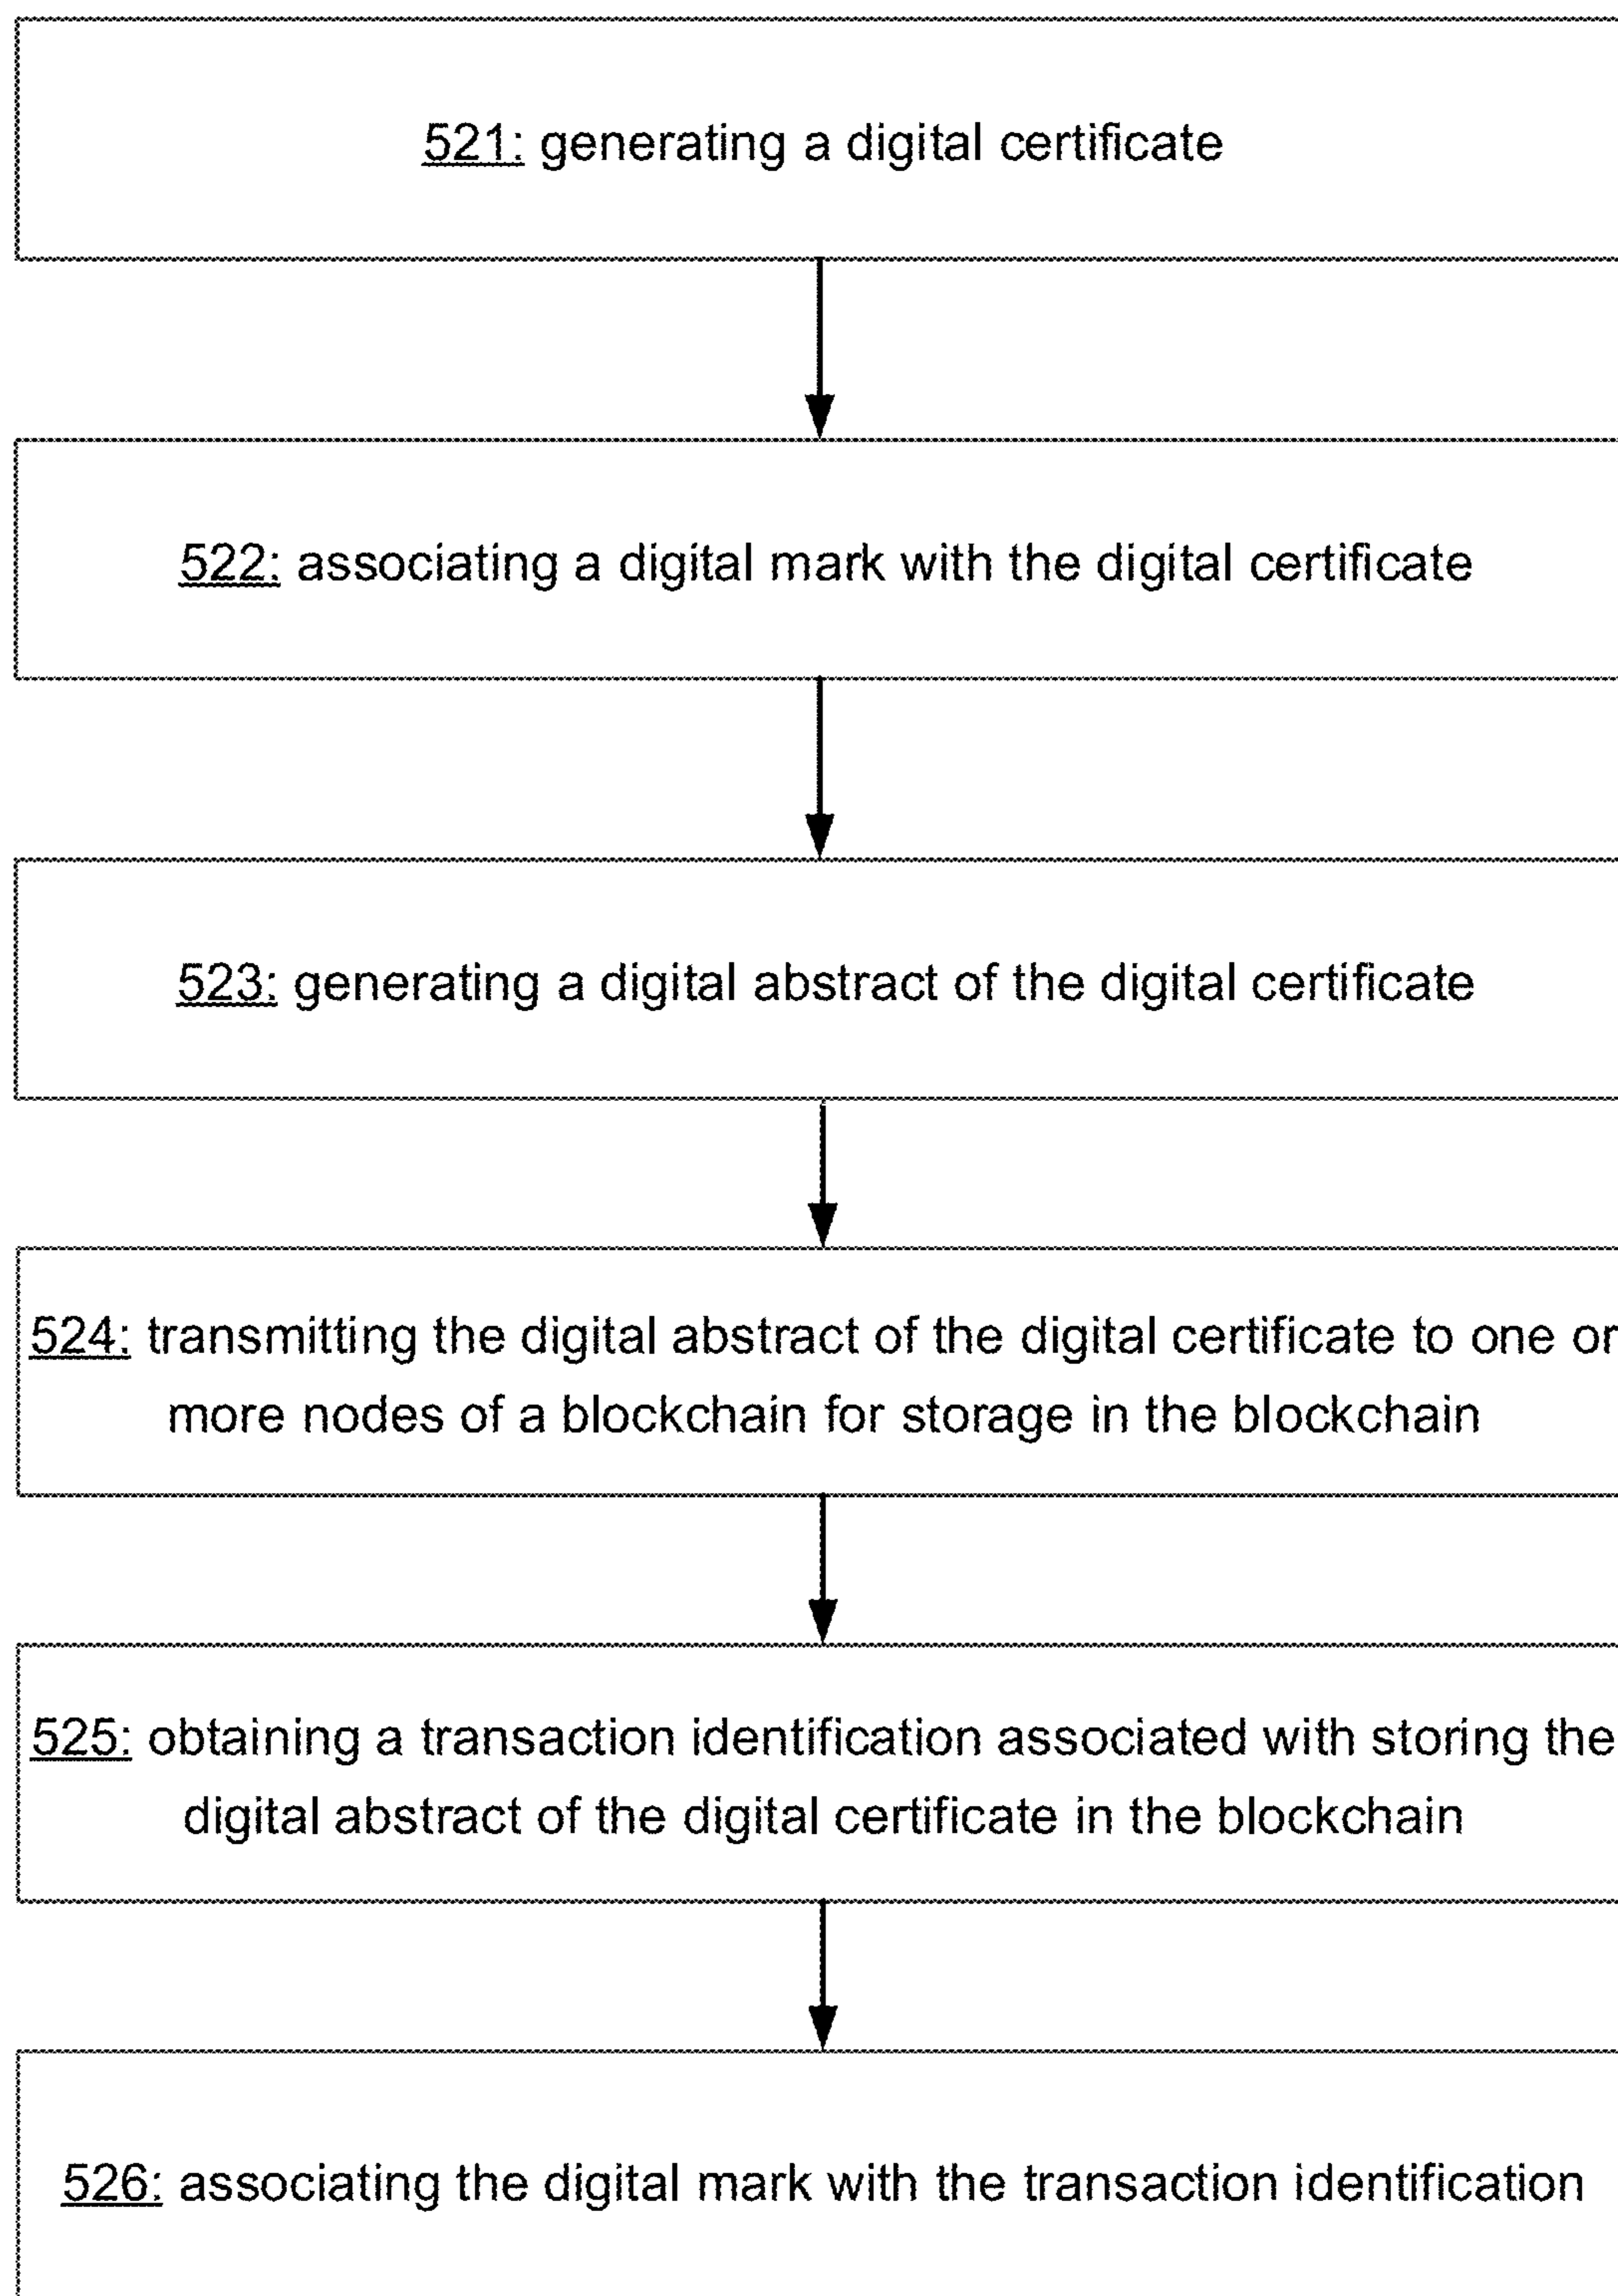 521: generating a digital certificate
522: associating a digital mark with the digital certificate
523: generating a digital abstract of the digital certificate
524: transmitting the digital abstract of the digital certificate to one or
more nodes of a blockchain for storage in the blockchain
525: obtaining a transaction identification associated with storing the
digital abstract of the digital certificate in the blockchain
526: associating the digital mark with the transaction identification